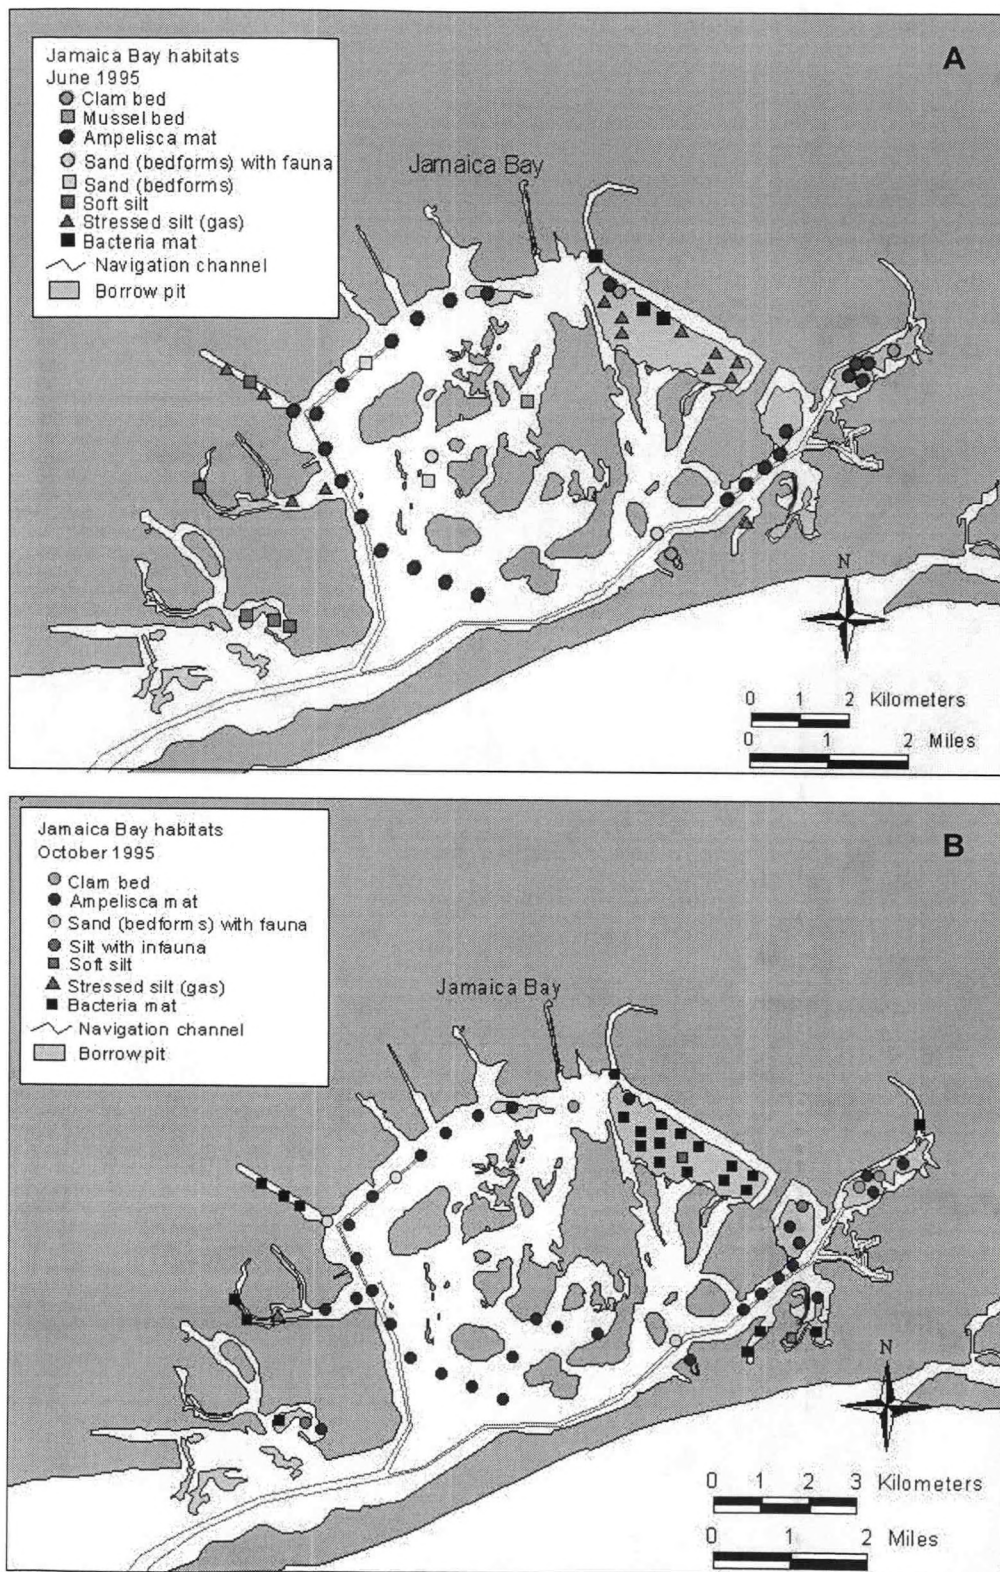 A
Jamaica Bay habitats
June 1995
Clam bed
Mussel bed
Ampelisca mat
Sand (bedforms) with fauna
Sand (bedforms)
Soft silt
Stressed silt (gas)
Bacteria mat
Navigation channel
Borrow pit
Jamaica Bay
N
0 1 2 Kilometers
0 1 2 Miles
B
Jamaica Bay habitats
October 1995
Clam bed
Ampelisca mat
Sand (bedforms) with fauna
Silt with infauna
Soft silt
Stressed silt (gas)
Bacteria mat
Navigation channel
Borrow pit
Jamaica Bay
N
0 1 2 3 Kilometers
0 1 2 Miles